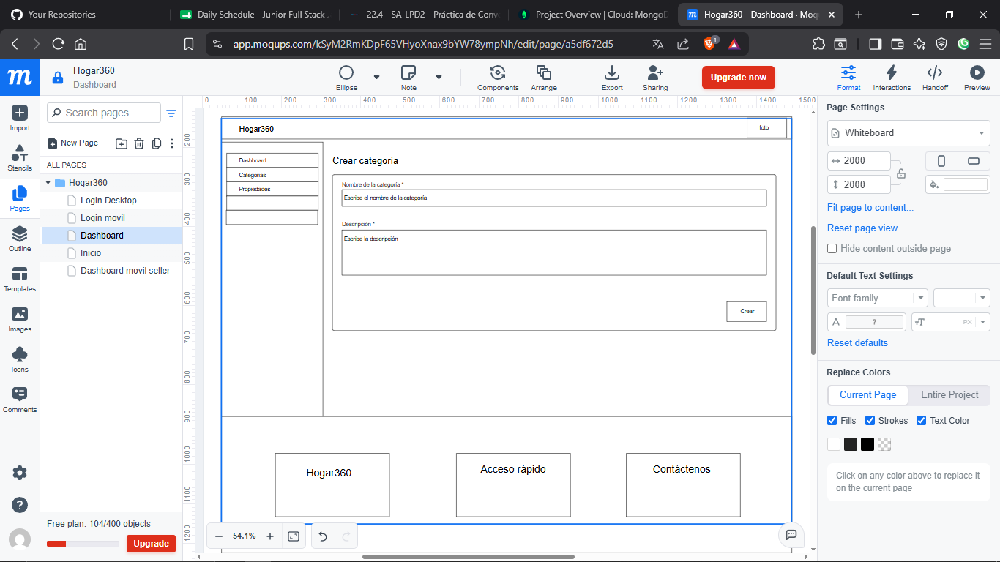 Your Repositories
Daily Schedule - Junior Full Stack J
22.4 - SA-LPD2 - Práctica de Conve
Project Overview | Cloud: MongoD
Hogar360 - Dashboard · Moqu
app.moqups.com/kSyM2RmKDpF65VHyoXnax9bYW78ympNh/edit/page/a5df672d5
1
m
Hogar360
Dashboard
Ellipse
Note
Components
Arrange
Export
Sharing
Upgrade now
Format
Interactions
Handoff
Preview
Import
Stencils
Pages
Outline
Templates
Images
Icons
Comments
Search pages
New Page
ALL PAGES
Hogar360
Login Desktop
Login movil
Dashboard
Inicio
Dashboard movil seller
Free plan: 104/400 objects
Upgrade
0 100 200 300 400 500 600 700 800 900 1000 1100 1200 1300 1400 1500
200
300
400
500
600
700
800
900
1000
1100
1200
Hogar360
foto
Dashboard
Categorias
Propiedades
Crear categoría
Nombre de la categoría *
Escribe el nombre de la categoría
Descripción *
Escribe la descripción
Crear
Hogar360
Acceso rápido
Contáctenos
54.1%
Page Settings
Whiteboard
2000
2000
Fit page to content...
Reset page view
Hide content outside page
Default Text Settings
Font family
A ?
TT PX
Reset defaults
Replace Colors
Current Page
Entire Project
Fills
Strokes
Text Color
Click on any color above to replace it
on the current page